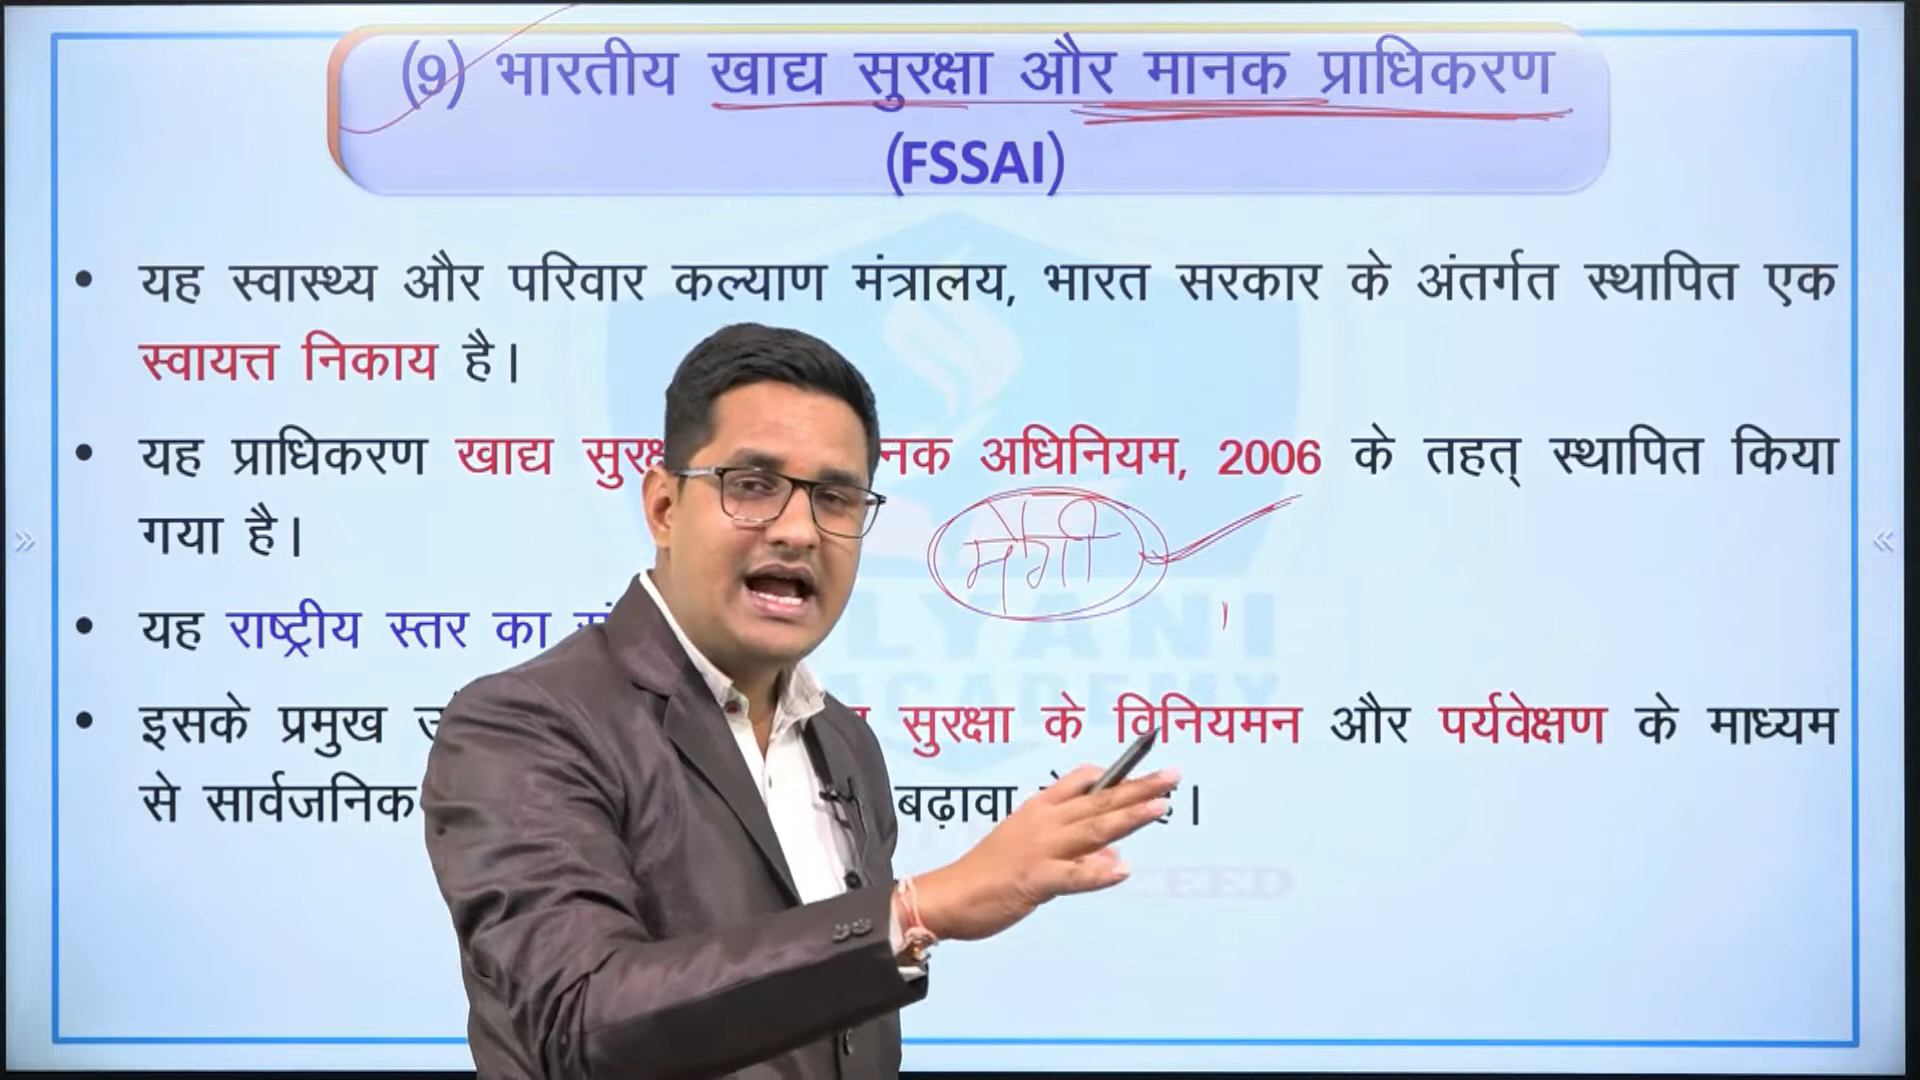 (9) भारतीय खाद्य सुरक्षा और मानक प्राधिकरण
(FSSAI)
• यह स्वास्थ्य और परिवार कल्याण मंत्रालय, भारत सरकार के अंतर्गत स्थापित एक
स्वायत्त निकाय है।
• यह प्राधिकरण खाद्य नक अधिनियम, 2006 के तहत् स्थापित किया
गया है।
मैगी
• यह राष्ट्रीय स्तर का
LYANI
ACADEMY
• इसके प्रमुख सुरक्षा के विनियमन और पर्यवेक्षण के माध्यम
से सार्वजनिक बढ़ावा